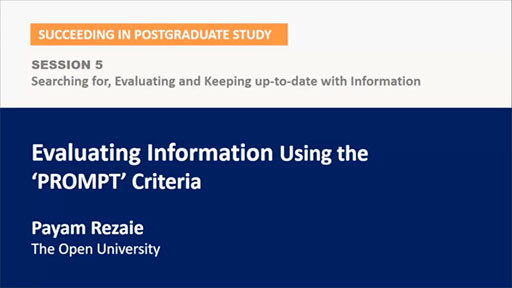 SUCCEEDING IN POSTGRADUATE STUDY
SESSION 5
Searching for, Evaluating and Keeping up-to-date with Information
Evaluating Information Using the
‘PROMPT’ Criteria
Payam Rezaie
The Open University